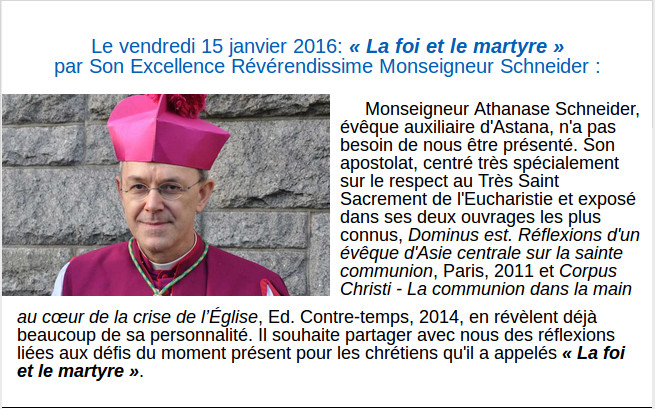 Le vendredi 15 janvier 2016: « La foi et le martyre »
par Son Excellence Révérendissime Monseigneur Schneider :
Monseigneur Athanase Schneider,
évêque auxiliaire d'Astana, n'a pas
besoin de nous être présenté. Son
apostolat, centré très spécialement
sur le respect au Très Saint
Sacrement de l'Eucharistie et exposé
dans ses deux ouvrages les plus
connus, Dominus est. Réflexions d'un
évêque d'Asie centrale sur la sainte
communion, Paris, 2011 et Corpus
Christi - La communion dans la main
au cœur de la crise de l’Église, Ed. Contre-temps, 2014, en révèlent déjà
beaucoup de sa personnalité. Il souhaite partager avec nous des réflexions
liées aux défis du moment présent pour les chrétiens qu'il a appelés « La foi
et le martyre ».